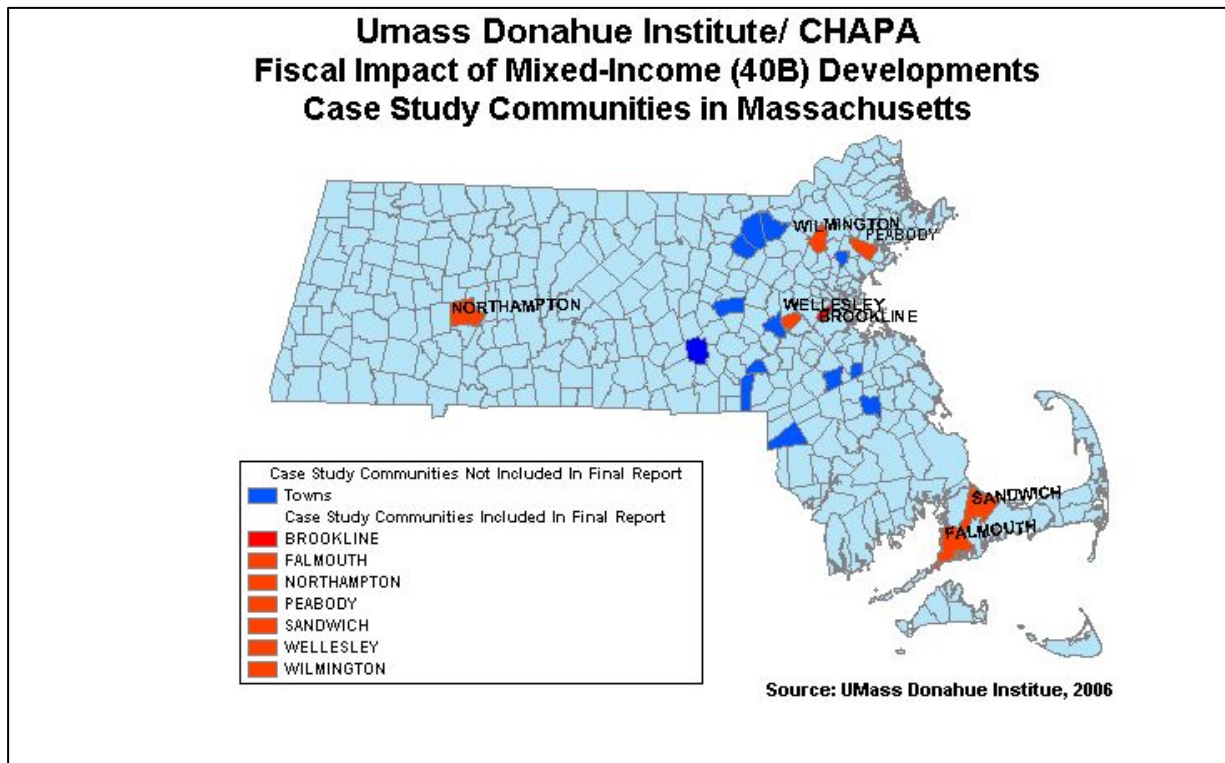 Umass Donahue Institute/ CHAPA
Fiscal Impact of Mixed-Income (40B) Developments
Case Study Communities in Massachusetts
WILMINGTON
PEABODY
NORTHAMPTON
WELLESLEY
BROOKLINE
SANDWICH
FALMOUTH
Case Study Communities Not Included In Final Report
Towns
Case Study Communities Included In Final Report
BROOKLINE
FALMOUTH
NORTHAMPTON
PEABODY
SANDWICH
WELLESLEY
WILMINGTON
Source: UMass Donahue Institue, 2006